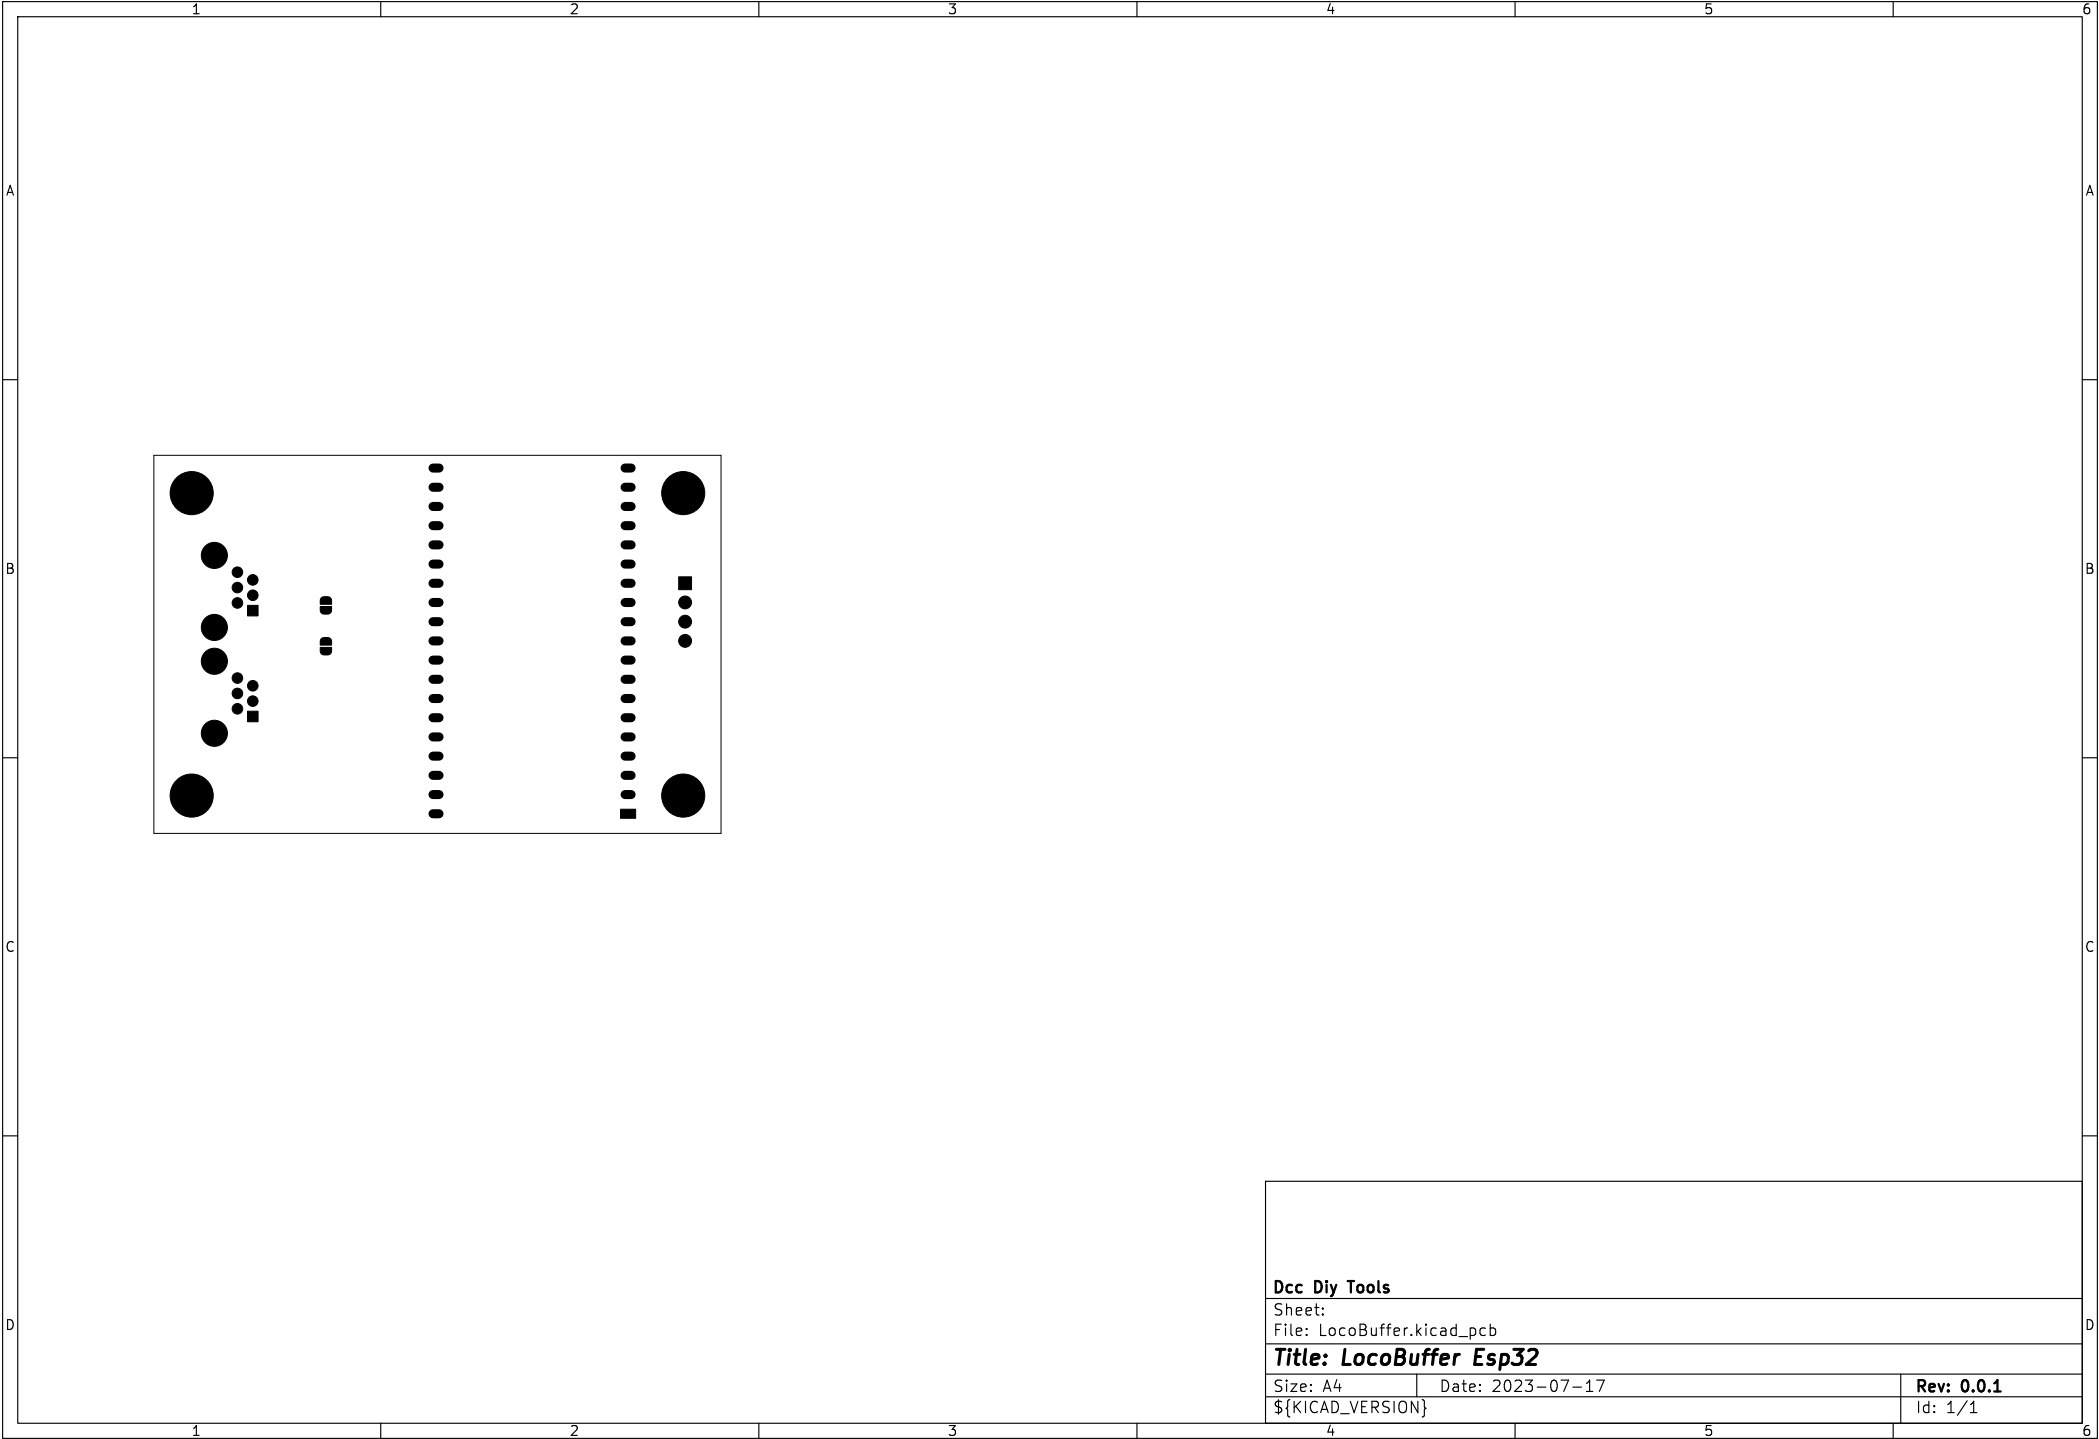 1 2 3 4 5 6
A A
B B
C C
Dcc Diy Tools
Sheet:
D D
File: LocoBuffer.kicad_pcb
Title: LocoBuffer Esp32
Size: A4 Date: 2023-07-17 Rev: 0.0.1
${KICAD_VERSION} Id: 1/1
1 2 3 4 5 6